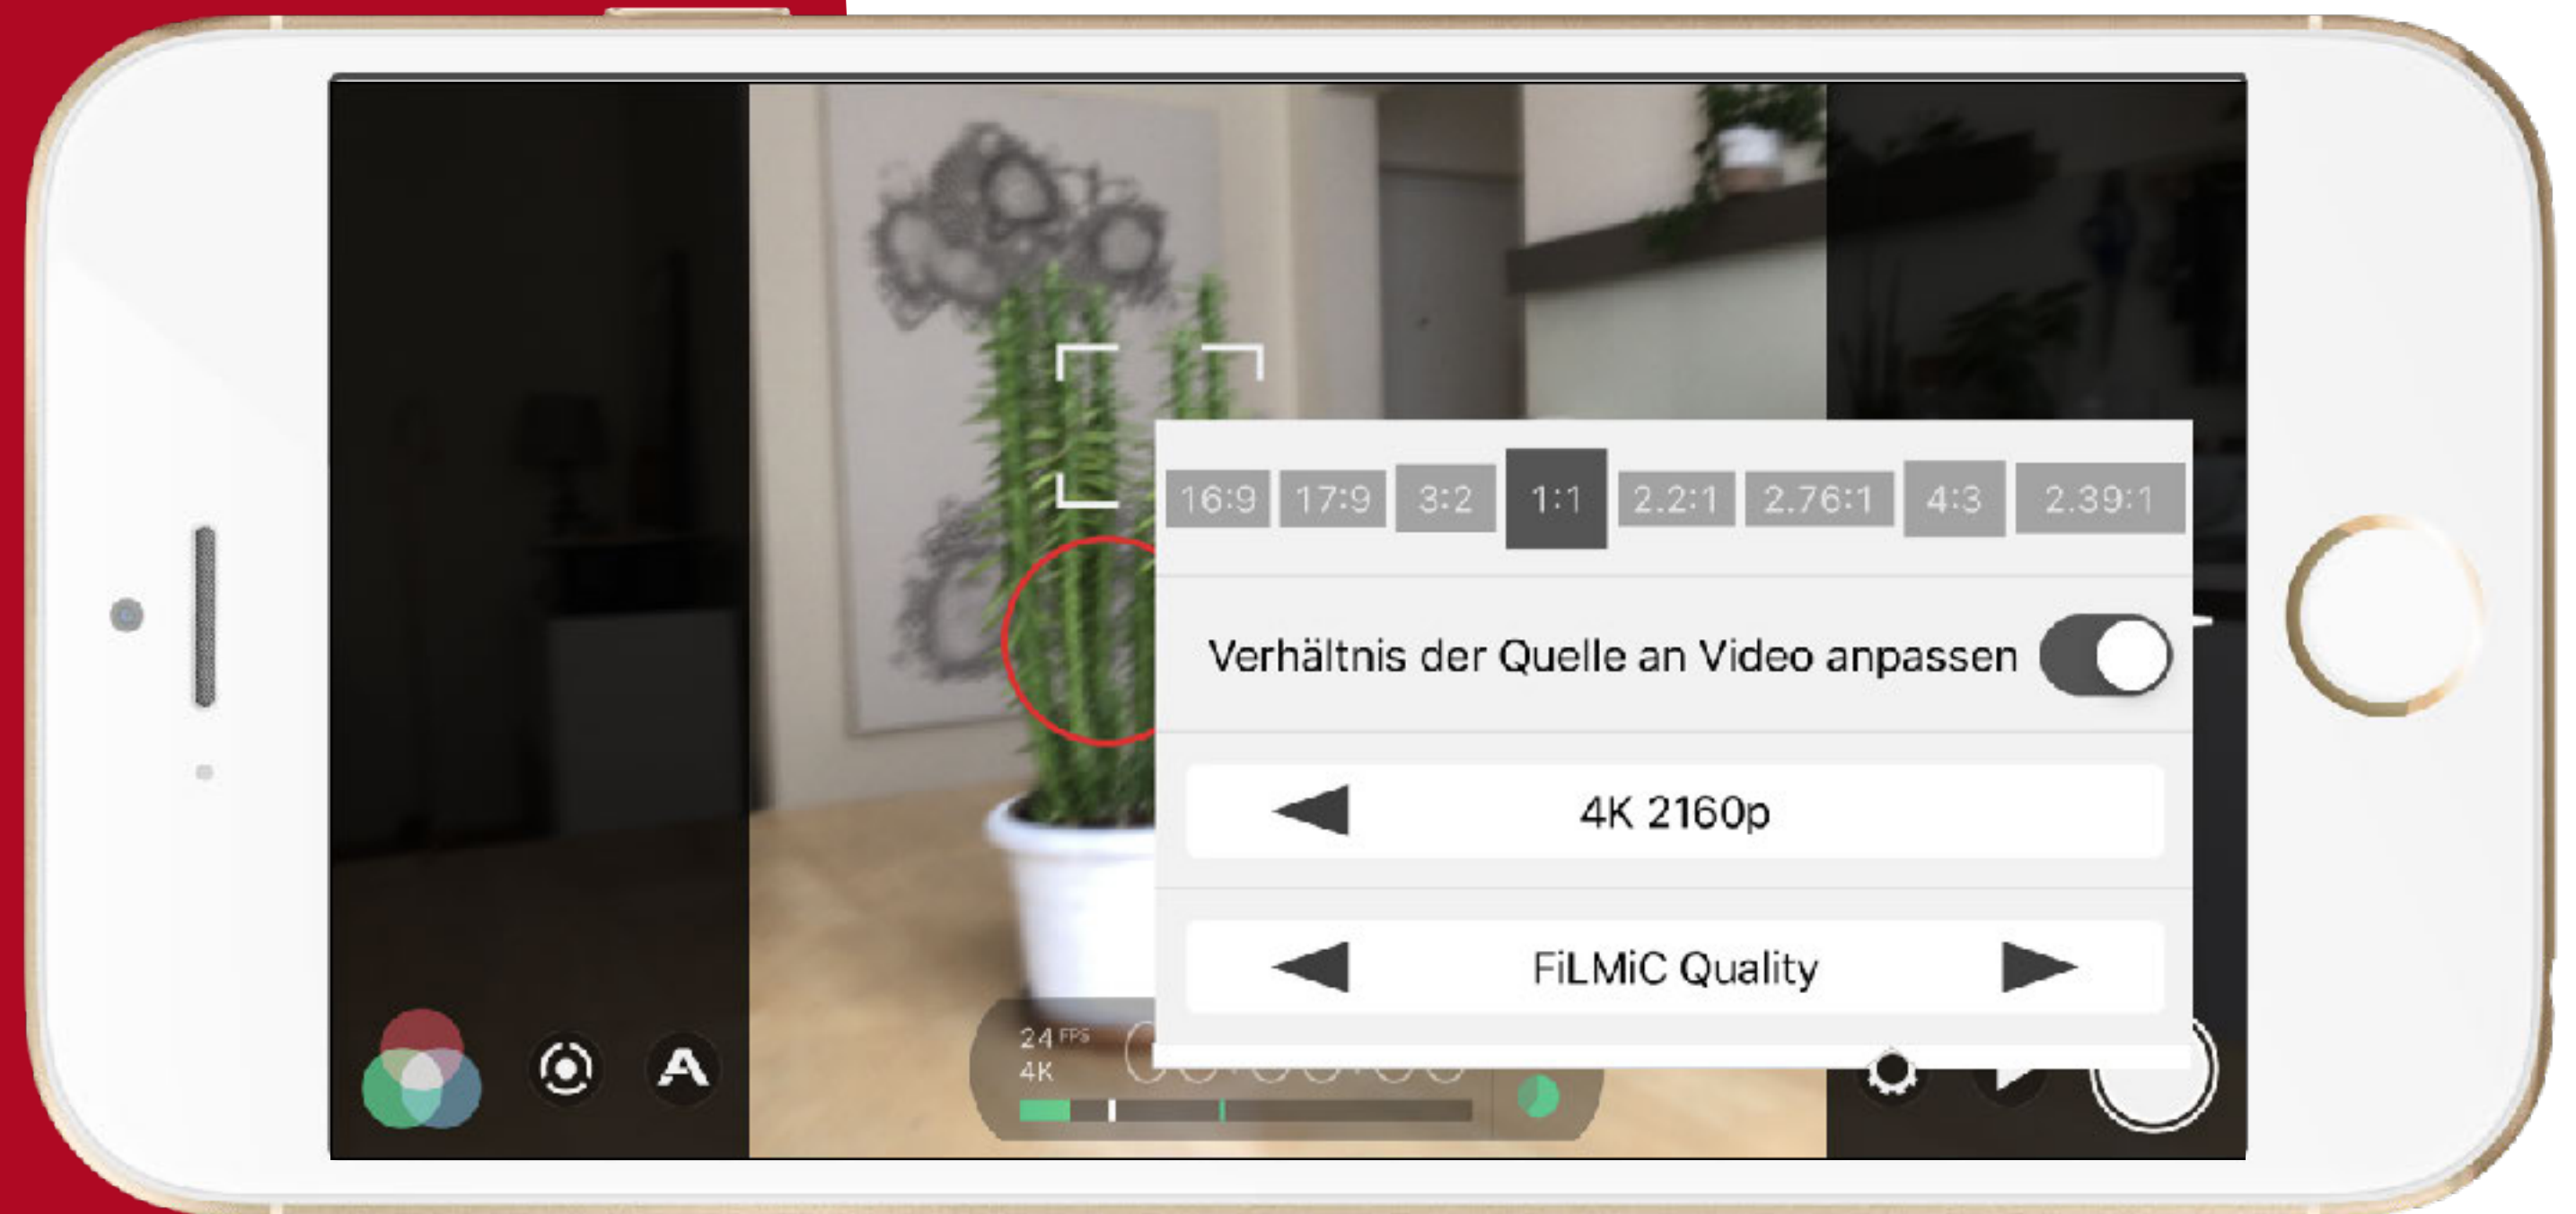 16:9 17:9 3:2 1:1 2.2:1 2.76:1 4:3 2.39:1
Verhältnis der Quelle an Video anpassen
4K 2160p
FiLMiC Quality
24 FPS
4K
A